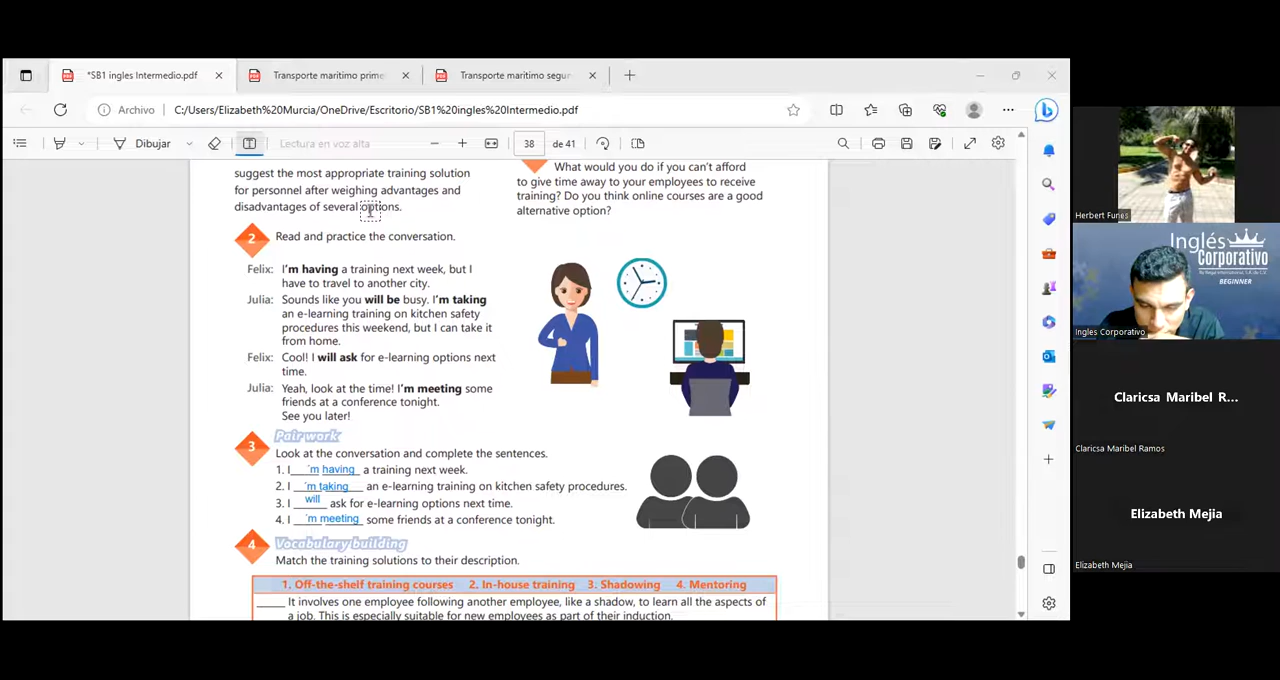 *SB1 ingles Intermedio.pdf
Transporte maritimo prime
Transporte maritimo segun
Archivo
C:/Users/Elizabeth%20Murcia/OneDrive/Escritorio/SB1%20ingles%20Intermedio.pdf
Dibujar
Lectura en voz alta
38 de 41
suggest the most appropriate training solution
for personnel after weighing advantages and
disadvantages of several options.
What would you do if you can't afford
to give time away to your employees to receive
training? Do you think online courses are a good
alternative option?
2 Read and practice the conversation.
Felix: I'm having a training next week, but I
have to travel to another city.
Julia: Sounds like you will be busy. I'm taking
an e-learning training on kitchen safety
procedures this weekend, but I can take it
from home.
Felix: Cool! I will ask for e-learning options next
time.
Julia: Yeah, look at the time! I'm meeting some
friends at a conference tonight.
See you later!
3 Pair work
Look at the conversation and complete the sentences.
1. I 'm having a training next week.
2. I 'm taking an e-learning training on kitchen safety procedures.
3. I will ask for e-learning options next time.
4. I 'm meeting some friends at a conference tonight.
4 Vocabulary building
Match the training solutions to their description.
1. Off-the-shelf training courses 2. In-house training 3. Shadowing 4. Mentoring
_____ It involves one employee following another employee, like a shadow, to learn all the aspects of
a job. This is especially suitable for new employees as part of their induction.
Herbert Funes
Inglés
Corporativo
BEGINNER
Ingles Corporativo
Claricsa Maribel R...
Claricsa Maribel Ramos
Elizabeth Mejia
Elizabeth Mejia